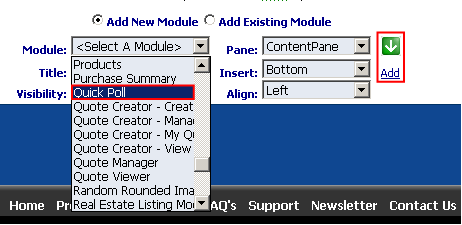 Add New Module Add Existing Module
Module: <Select A Module> Pane: ContentPane
Title: Insert: Bottom Add
Visibility: Align: Left
Products
Purchase Summary
Quick Poll
Quote Creator - Creat
Quote Creator - Mana
Quote Creator - My Qu
Quote Creator - View
Quote Manager
Quote Viewer
Random Rounded Ima
Real Estate Listing Mo
Home AQ's Support Newsletter Contact Us